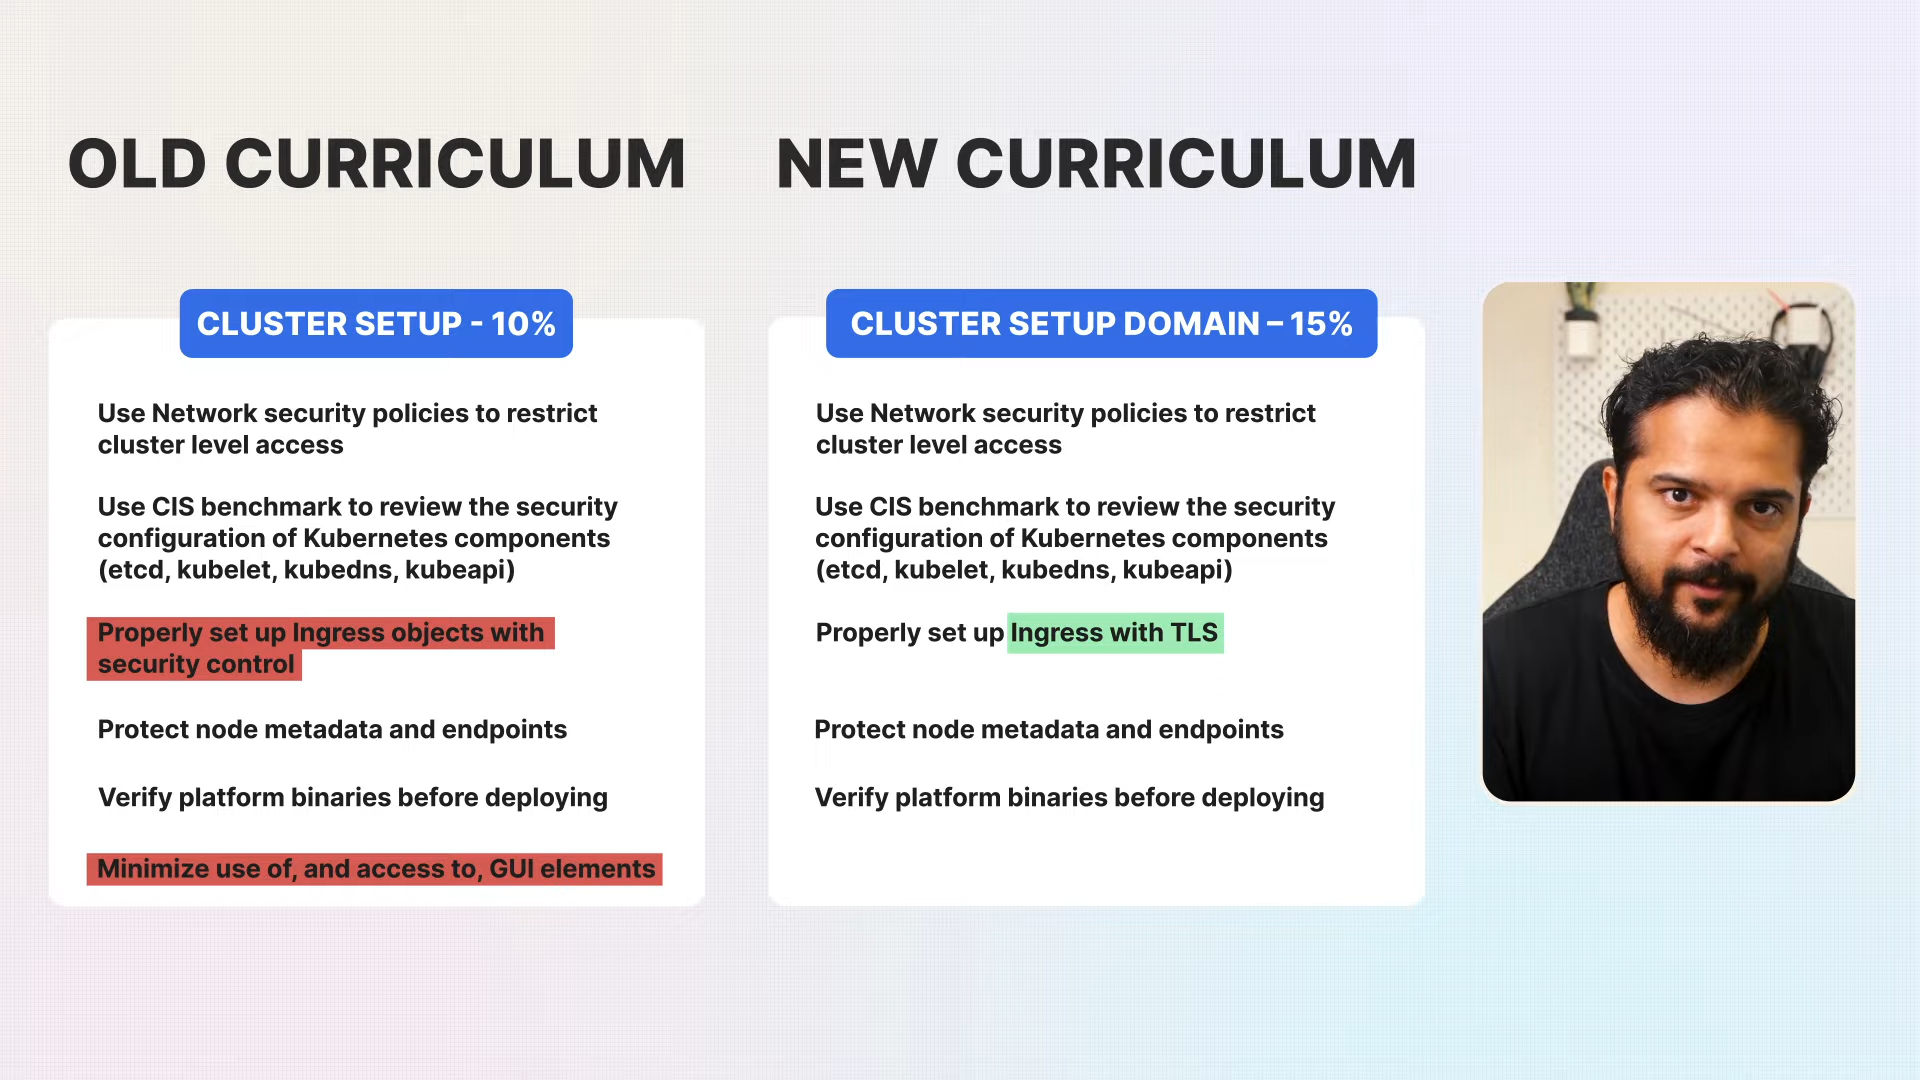 OLD CURRICULUM
CLUSTER SETUP - 10%
Use Network security policies to restrict
cluster level access
Use CIS benchmark to review the security
configuration of Kubernetes components
(etcd, kubelet, kubedns, kubeapi)
Properly set up Ingress objects with
security control
Protect node metadata and endpoints
Verify platform binaries before deploying
Minimize use of, and access to, GUI elements
NEW CURRICULUM
CLUSTER SETUP DOMAIN – 15%
Use Network security policies to restrict
cluster level access
Use CIS benchmark to review the security
configuration of Kubernetes components
(etcd, kubelet, kubedns, kubeapi)
Properly set up Ingress with TLS
Protect node metadata and endpoints
Verify platform binaries before deploying